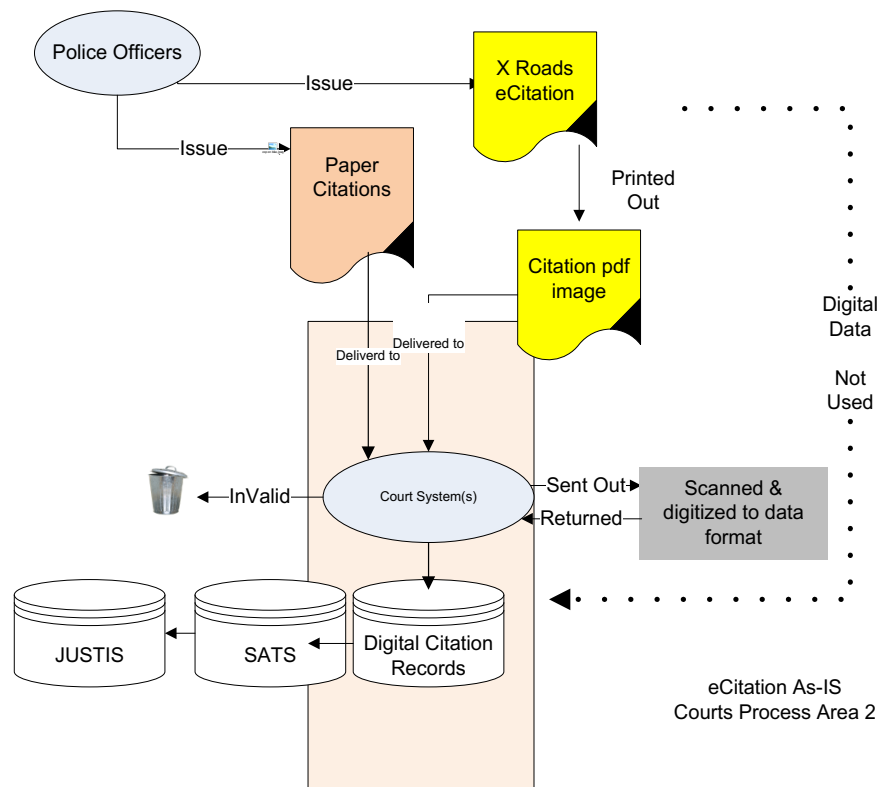 Police Officers
X Roads
eCitation
Issue
Issue
Paper
Citations
Printed
Out
Citation pdf
image
Digital
Data
Deliverd to
Delivered to
Not
Used
InValid
Court System(s)
Sent Out
Returned
Scanned &
digitized to data
format
JUSTIS
SATS
Digital Citation
Records
eCitation As-IS
Courts Process Area 2